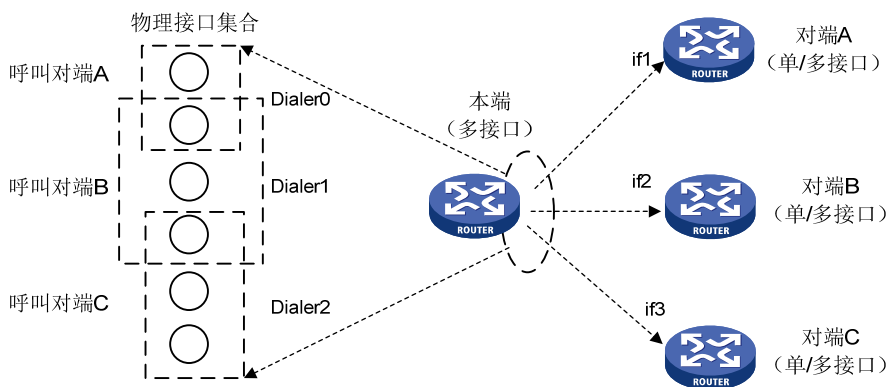 物理接口集合
呼叫对端A
Dialer0
呼叫对端B
Dialer1
呼叫对端C
Dialer2
本端
（多接口）
ROUTER
if1
ROUTER
对端A
（单/多接口）
if2
ROUTER
对端B
（单/多接口）
if3
ROUTER
对端C
（单/多接口）